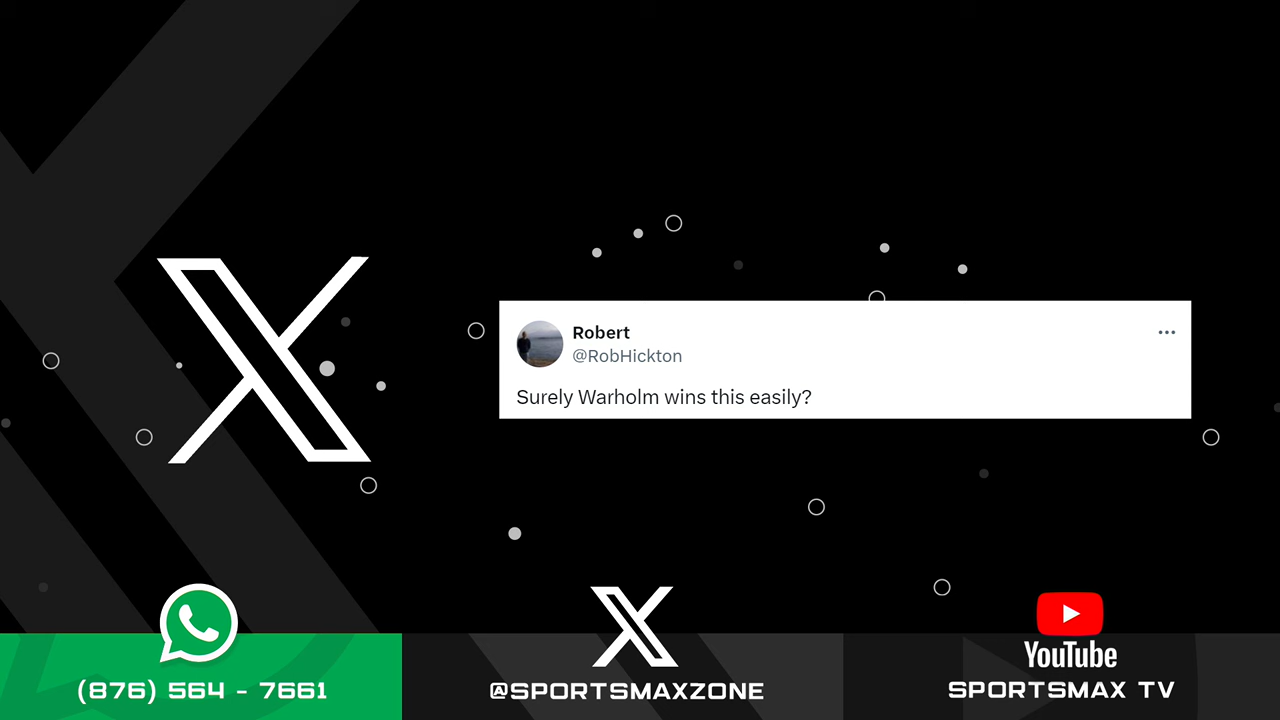 Robert
@RobHickton
Surely Warholm wins this easily?
(876) 564 - 7661
@SPORTSMAXZONE
YouTube
SPORTSMAX TV